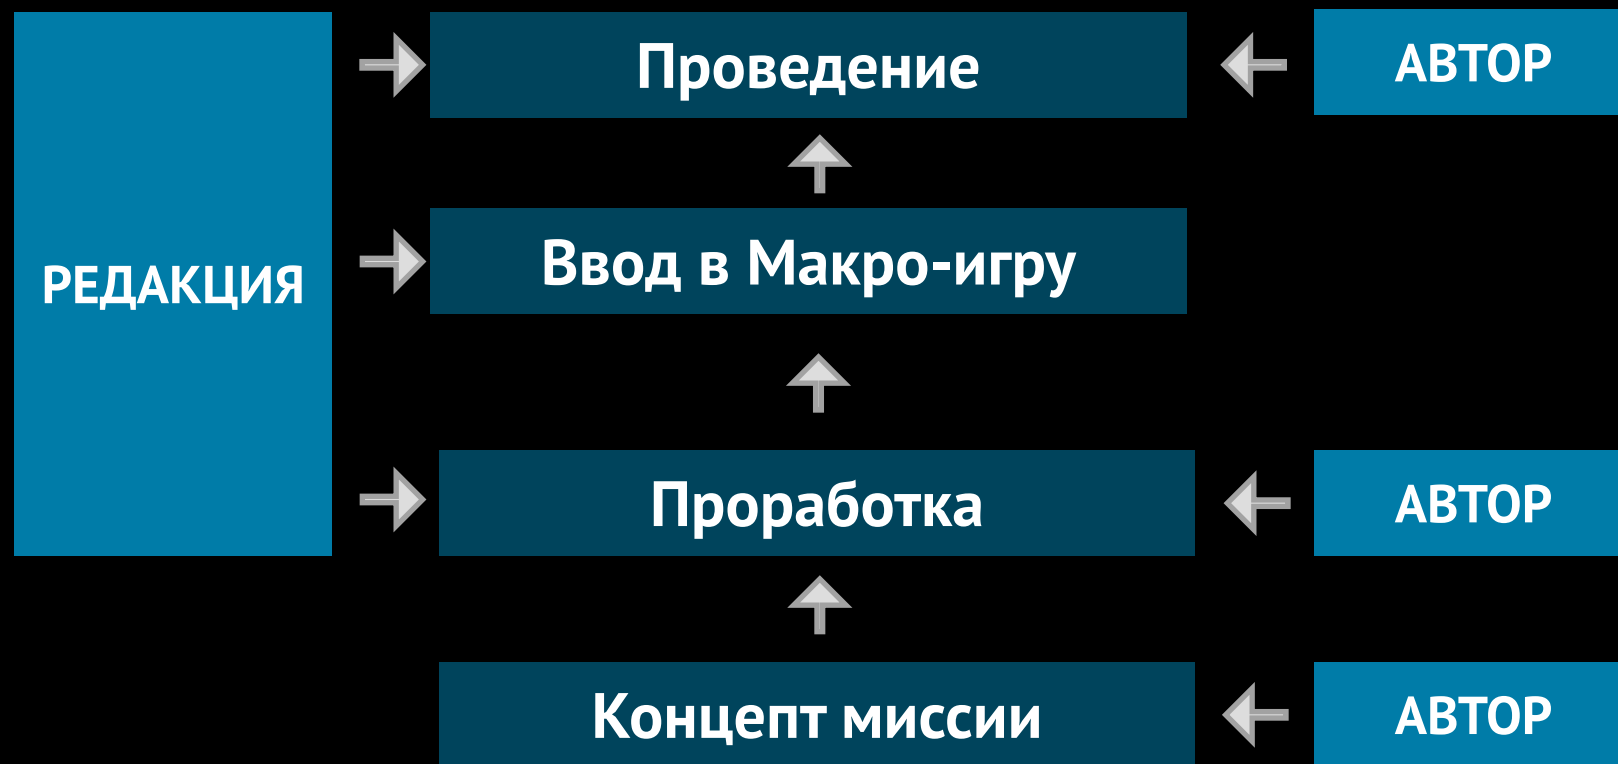 Проведение
АВТОР
РЕДАКЦИЯ
Ввод в Макро-игру
Проработка
АВТОР
Концепт миссии
АВТОР